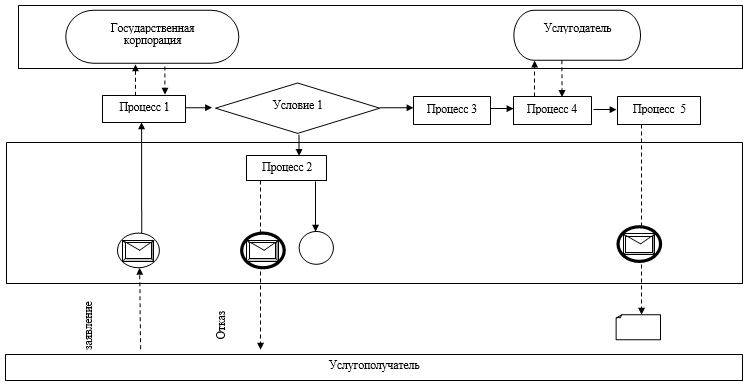 Государственная
корпорация
Услугодатель
Процесс 1
Условие 1
Процесс 3
Процесс 4
Процесс 5
Процесс 2
заявление
Отказ
Услугополучатель